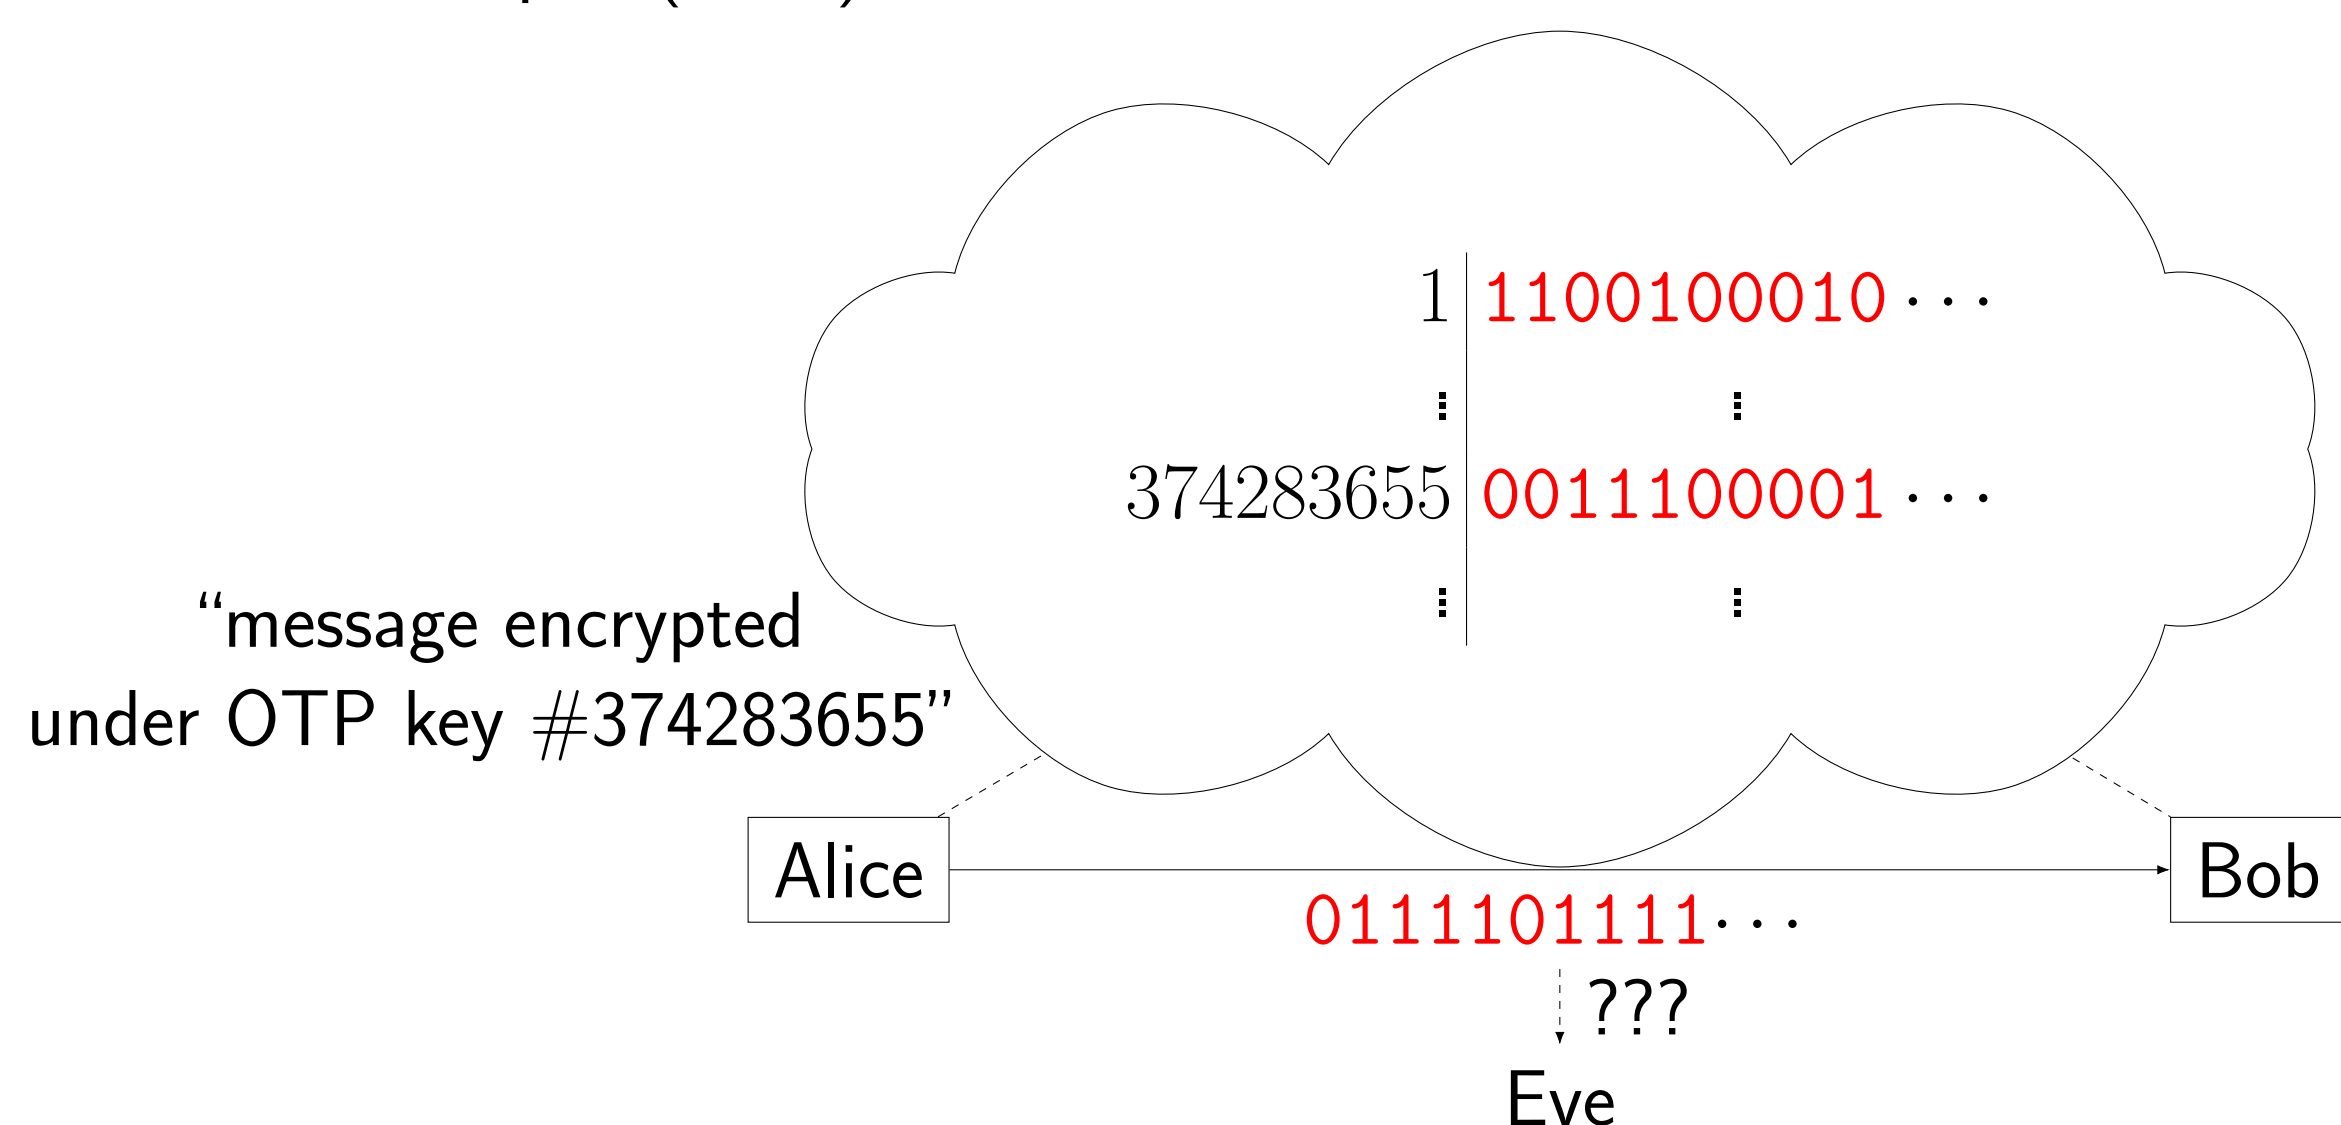 1 1100100010 ···
⋮ ⋮
374283655 0011100001 ···
⋮ ⋮
“message encrypted
under OTP key #374283655”
Alice
Bob
0111101111···
???
Eve